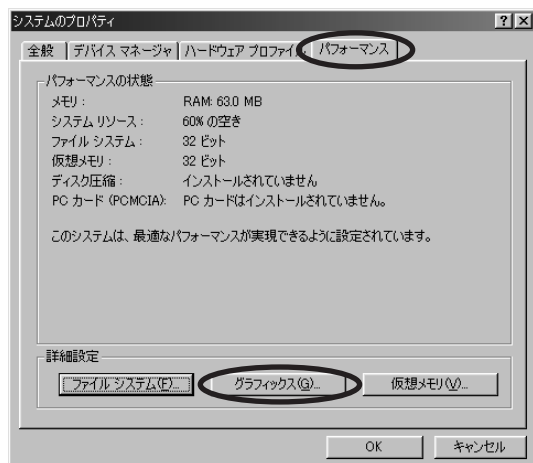 システムのプロパティ
全般 デバイス マネージャ ハードウェア プロファイル パフォーマンス
パフォーマンスの状態
メモリ： RAM: 63.0 MB
システム リソース： 60% の空き
ファイル システム： 32 ビット
仮想メモリ： 32 ビット
ディスク圧縮： インストールされていません
PC カード (PCMCIA): PC カードはインストールされていません。
このシステムは、最適なパフォーマンスが実現できるように設定されています。
詳細設定
ファイル システム(F)... グラフィックス(G)... 仮想メモリ(V)...
OK キャンセル